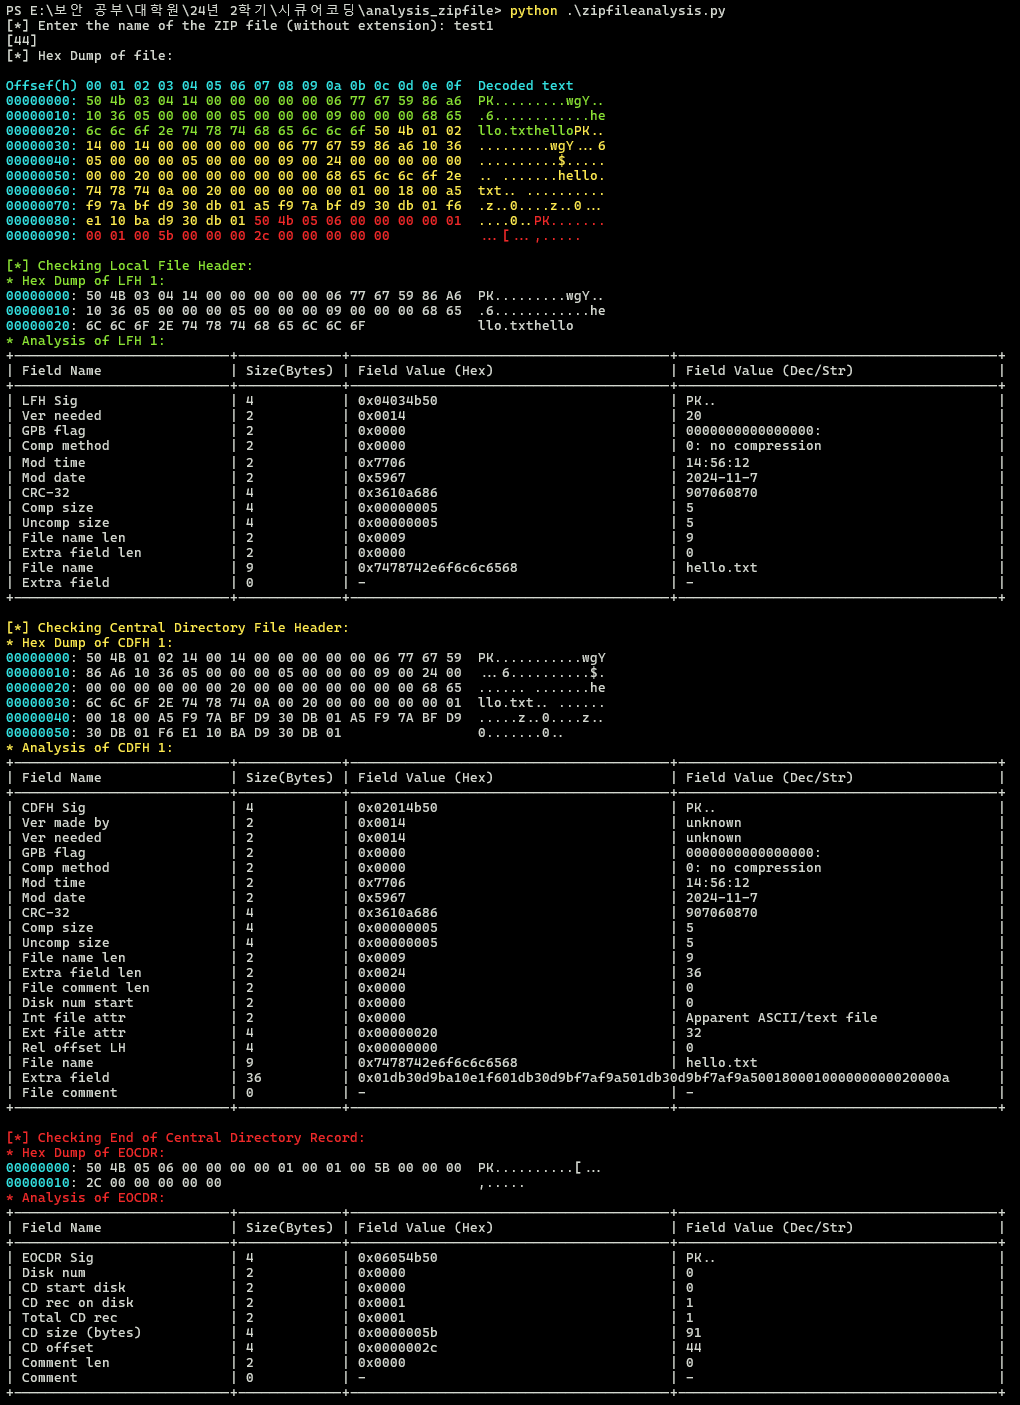 PS E:\보안 공부\대학원\24년 2학기\시큐어코딩\analysis_zipfile> python .\zipfileanalysis.py
[*] Enter the name of the ZIP file (without extension): test1
[44]
[*] Hex Dump of file:
Offsef(h) 00 01 02 03 04 05 06 07 08 09 0a 0b 0c 0d 0e 0f  Decoded text
00000000: 50 4b 03 04 14 00 00 00 00 00 06 77 67 59 86 a6  PK.........wgY..
00000010: 10 36 05 00 00 00 05 00 00 00 09 00 00 00 68 65  .6............he
00000020: 6c 6c 6f 2e 74 78 74 68 65 6c 6c 6f 50 4b 01 02  llo.txthelloPK..
00000030: 14 00 14 00 00 00 00 00 06 77 67 59 86 a6 10 36  .........wgY...6
00000040: 05 00 00 00 05 00 00 00 09 00 24 00 00 00 00 00  ..........$.....
00000050: 00 00 20 00 00 00 00 00 00 00 68 65 6c 6c 6f 2e  .. .......hello.
00000060: 74 78 74 0a 00 20 00 00 00 00 00 01 00 18 00 a5  txt.. ..........
00000070: f9 7a bf d9 30 db 01 a5 f9 7a bf d9 30 db 01 f6  .z..0....z..0...
00000080: e1 10 ba d9 30 db 01 50 4b 05 06 00 00 00 00 01  ....0..PK.......
00000090: 00 01 00 5b 00 00 00 2c 00 00 00 00 00           ...[...,.....
[*] Checking Local File Header:
* Hex Dump of LFH 1:
00000000: 50 4B 03 04 14 00 00 00 00 00 06 77 67 59 86 A6  PK.........wgY..
00000010: 10 36 05 00 00 00 05 00 00 00 09 00 00 00 68 65  .6............he
00000020: 6C 6C 6F 2E 74 78 74 68 65 6C 6C 6F              llo.txthello
* Analysis of LFH 1:
| Field Name | Size(Bytes) | Field Value (Hex) | Field Value (Dec/Str) |
| LFH Sig | 4 | 0x04034b50 | PK.. |
| Ver needed | 2 | 0x0014 | 20 |
| GPB flag | 2 | 0x0000 | 0000000000000000: |
| Comp method | 2 | 0x0000 | 0: no compression |
| Mod time | 2 | 0x7706 | 14:56:12 |
| Mod date | 2 | 0x5967 | 2024-11-7 |
| CRC-32 | 4 | 0x3610a686 | 907060870 |
| Comp size | 4 | 0x00000005 | 5 |
| Uncomp size | 4 | 0x00000005 | 5 |
| File name len | 2 | 0x0009 | 9 |
| Extra field len | 2 | 0x0000 | 0 |
| File name | 9 | 0x7478742e6f6c6c6568 | hello.txt |
| Extra field | 0 | - | - |
[*] Checking Central Directory File Header:
* Hex Dump of CDFH 1:
00000000: 50 4B 01 02 14 00 14 00 00 00 00 00 06 77 67 59  PK...........wgY
00000010: 86 A6 10 36 05 00 00 00 05 00 00 00 09 00 24 00  ...6..........$.
00000020: 00 00 00 00 00 00 20 00 00 00 00 00 00 00 68 65  ...... .......he
00000030: 6C 6C 6F 2E 74 78 74 0A 00 20 00 00 00 00 00 01  llo.txt.. ......
00000040: 00 18 00 A5 F9 7A BF D9 30 DB 01 A5 F9 7A BF D9  .....z..0....z..
00000050: 30 DB 01 F6 E1 10 BA D9 30 DB 01                 0.......0..
* Analysis of CDFH 1:
| Field Name | Size(Bytes) | Field Value (Hex) | Field Value (Dec/Str) |
| CDFH Sig | 4 | 0x02014b50 | PK.. |
| Ver made by | 2 | 0x0014 | unknown |
| Ver needed | 2 | 0x0014 | unknown |
| GPB flag | 2 | 0x0000 | 0000000000000000: |
| Comp method | 2 | 0x0000 | 0: no compression |
| Mod time | 2 | 0x7706 | 14:56:12 |
| Mod date | 2 | 0x5967 | 2024-11-7 |
| CRC-32 | 4 | 0x3610a686 | 907060870 |
| Comp size | 4 | 0x00000005 | 5 |
| Uncomp size | 4 | 0x00000005 | 5 |
| File name len | 2 | 0x0009 | 9 |
| Extra field len | 2 | 0x0024 | 36 |
| File comment len | 2 | 0x0000 | 0 |
| Disk num start | 2 | 0x0000 | 0 |
| Int file attr | 2 | 0x0000 | Apparent ASCII/text file |
| Ext file attr | 4 | 0x00000020 | 32 |
| Rel offset LH | 4 | 0x00000000 | 0 |
| File name | 9 | 0x7478742e6f6c6c6568 | hello.txt |
| Extra field | 36 | 0x01db30d9ba10e1f601db30d9bf7af9a501db30d9bf7af9a500180001000000000020000a |
| File comment | 0 | - | - |
[*] Checking End of Central Directory Record:
* Hex Dump of EOCDR:
00000000: 50 4B 05 06 00 00 00 00 01 00 01 00 5B 00 00 00  PK..........[...
00000010: 2C 00 00 00 00 00                                ,.....
* Analysis of EOCDR:
| Field Name | Size(Bytes) | Field Value (Hex) | Field Value (Dec/Str) |
| EOCDR Sig | 4 | 0x06054b50 | PK.. |
| Disk num | 2 | 0x0000 | 0 |
| CD start disk | 2 | 0x0000 | 0 |
| CD rec on disk | 2 | 0x0001 | 1 |
| Total CD rec | 2 | 0x0001 | 1 |
| CD size (bytes) | 4 | 0x0000005b | 91 |
| CD offset | 4 | 0x0000002c | 44 |
| Comment len | 2 | 0x0000 | 0 |
| Comment | 0 | - | - |